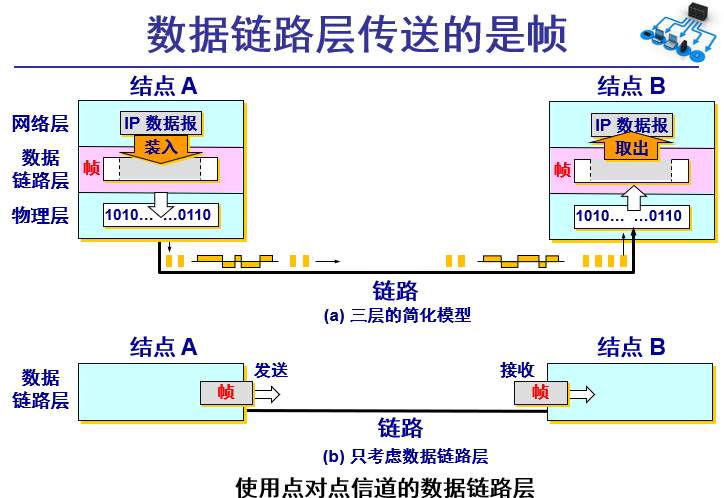 数据链路层传送的是帧
结点 A
结点 B
网络层
IP 数据报
IP 数据报
装入
取出
数据
链路层
帧
帧
物理层
1010… …0110
1010… …0110
链路
(a) 三层的简化模型
结点 A
结点 B
数据
链路层
帧
发送
接收
帧
链路
(b) 只考虑数据链路层
使用点对点信道的数据链路层